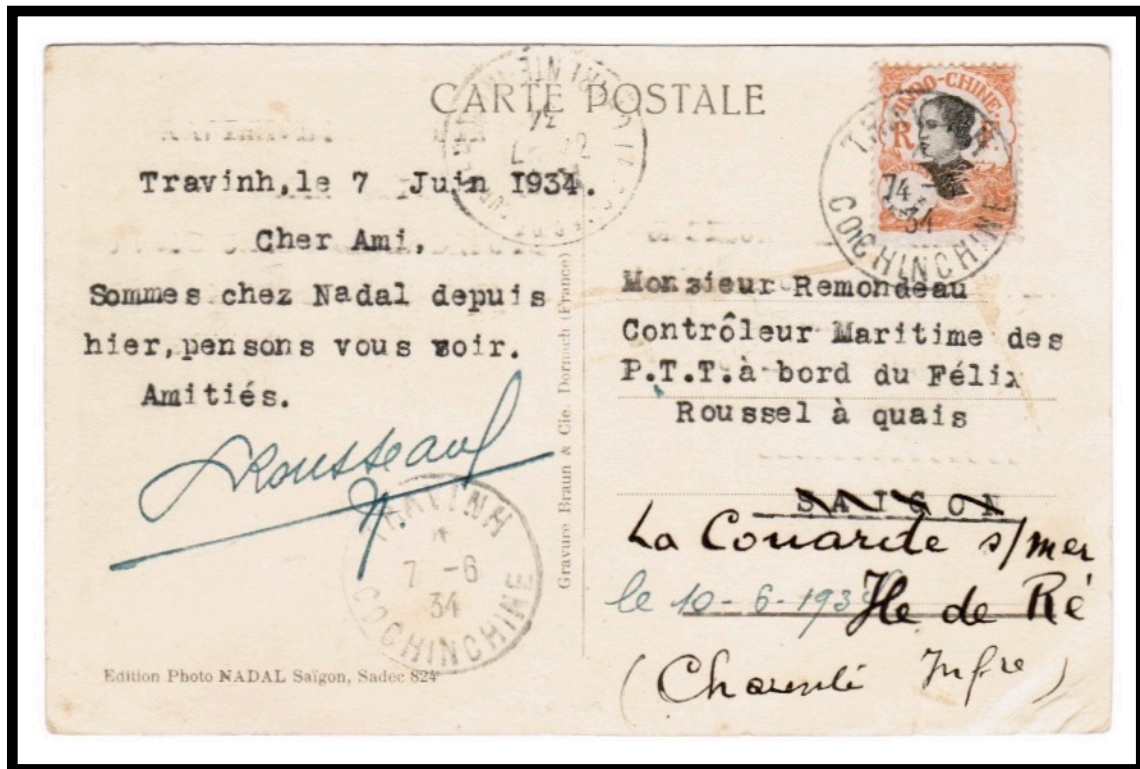 CARTE POSTALE
INDO-CHINE
R F
COCHINCHINE
34
Travinh, le 7 Juin 1934.
Cher Ami,
Sommes chez Nadal depuis
hier, pensons vous voir.
Amitiés.
TRAVINH
7 -6
34
COCHINCHINE
Edition Photo NADAL Saïgon, Sadec 824
Gravure Braun & Cie, Dornach (France)
Monsieur Remondeau
Contrôleur Maritime des
P.T.T. à bord du Félix
Roussel à quais
SAIGON
La Couarde s/mer
le 10-6-193
Ile de Ré
(Charente Infre)